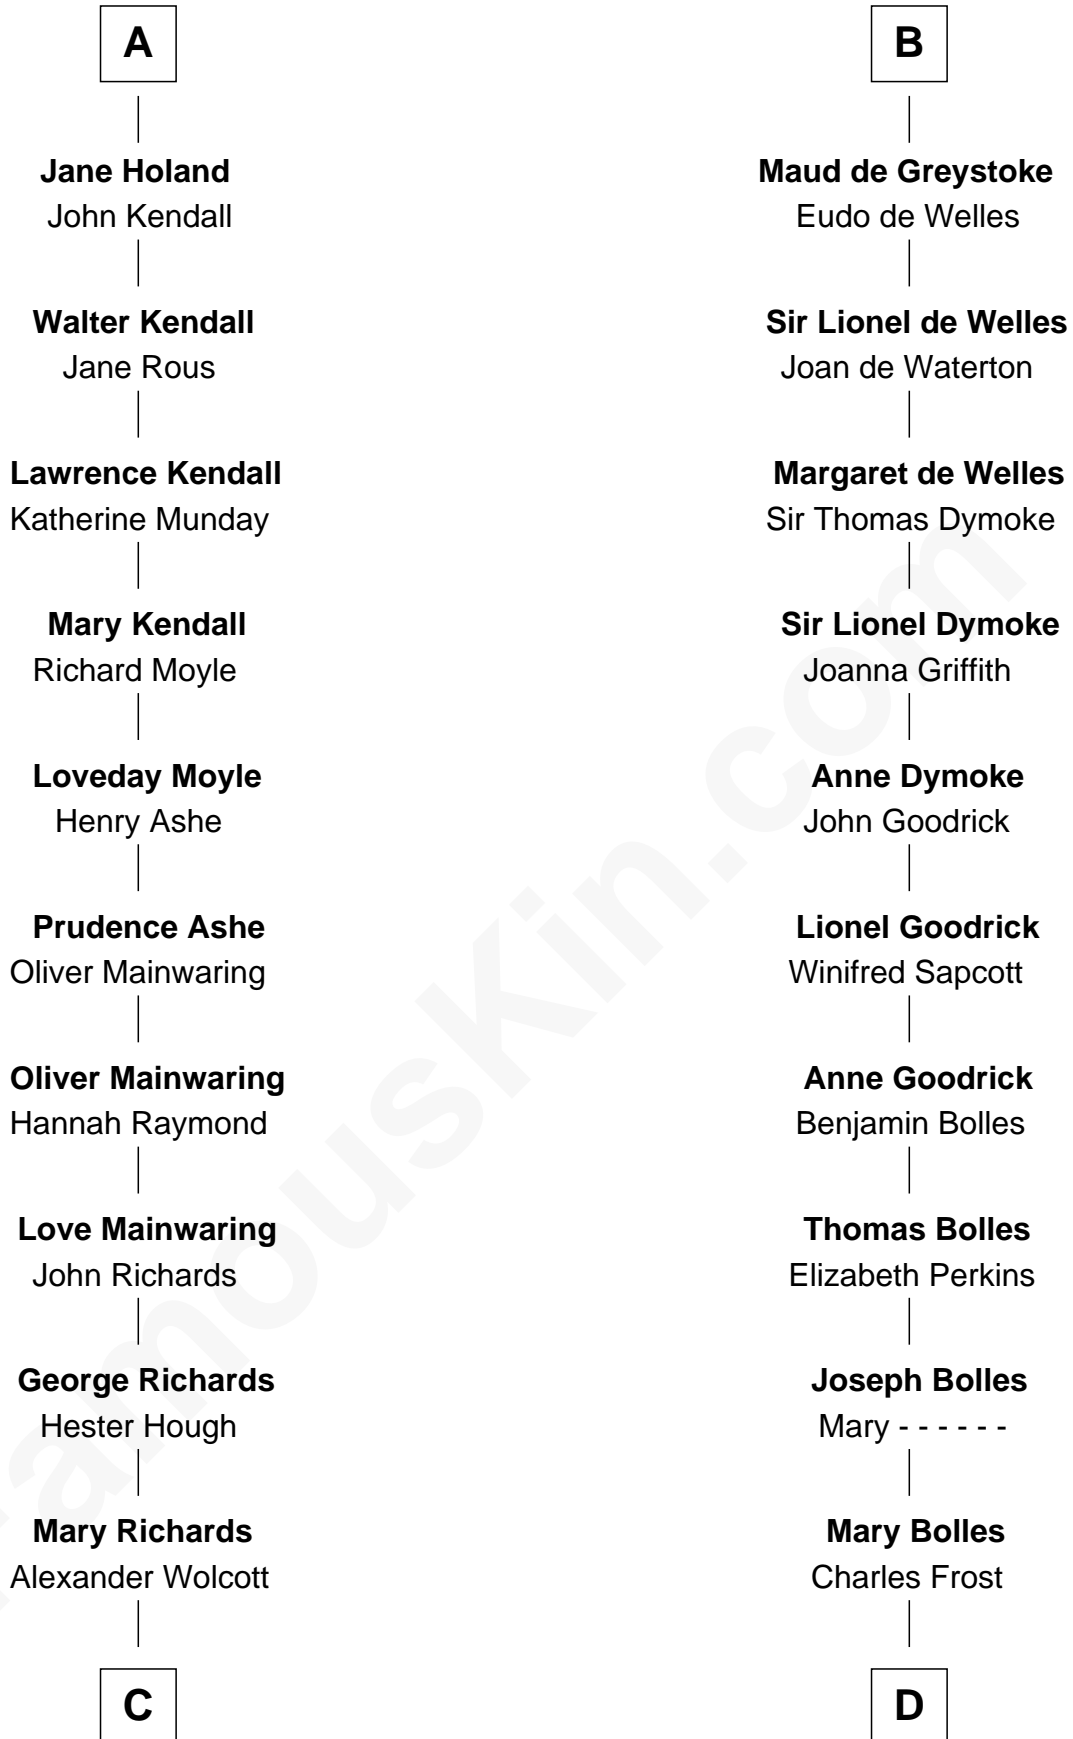 A
Jane Holand
John Kendall
Walter Kendall
Jane Rous
Lawrence Kendall
Katherine Munday
Mary Kendall
Richard Moyle
Loveday Moyle
Henry Ashe
Prudence Ashe
Oliver Mainwaring
Oliver Mainwaring
Hannah Raymond
Love Mainwaring
John Richards
George Richards
Hester Hough
Mary Richards
Alexander Wolcott
C
B
Maud de Greystoke
Eudo de Welles
Sir Lionel de Welles
Joan de Waterton
Margaret de Welles
Sir Thomas Dymoke
Sir Lionel Dymoke
Joanna Griffith
Anne Dymoke
John Goodrick
Lionel Goodrick
Winifred Sapcott
Anne Goodrick
Benjamin Bolles
Thomas Bolles
Elizabeth Perkins
Joseph Bolles
Mary - - - - - -
Mary Bolles
Charles Frost
D
FamousKin.com